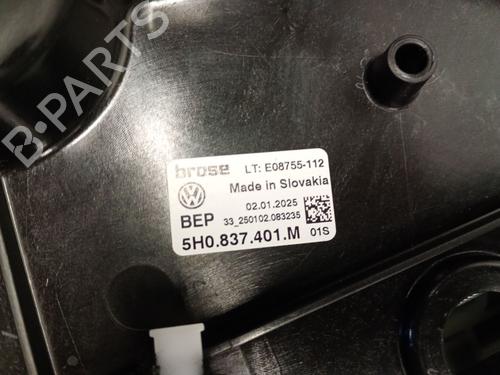 B-PARTS
brose LT: E08755-112
Made in Slovakia
02.01.2025
BEP 33_250102.083235
5H0.837.401.M 01S